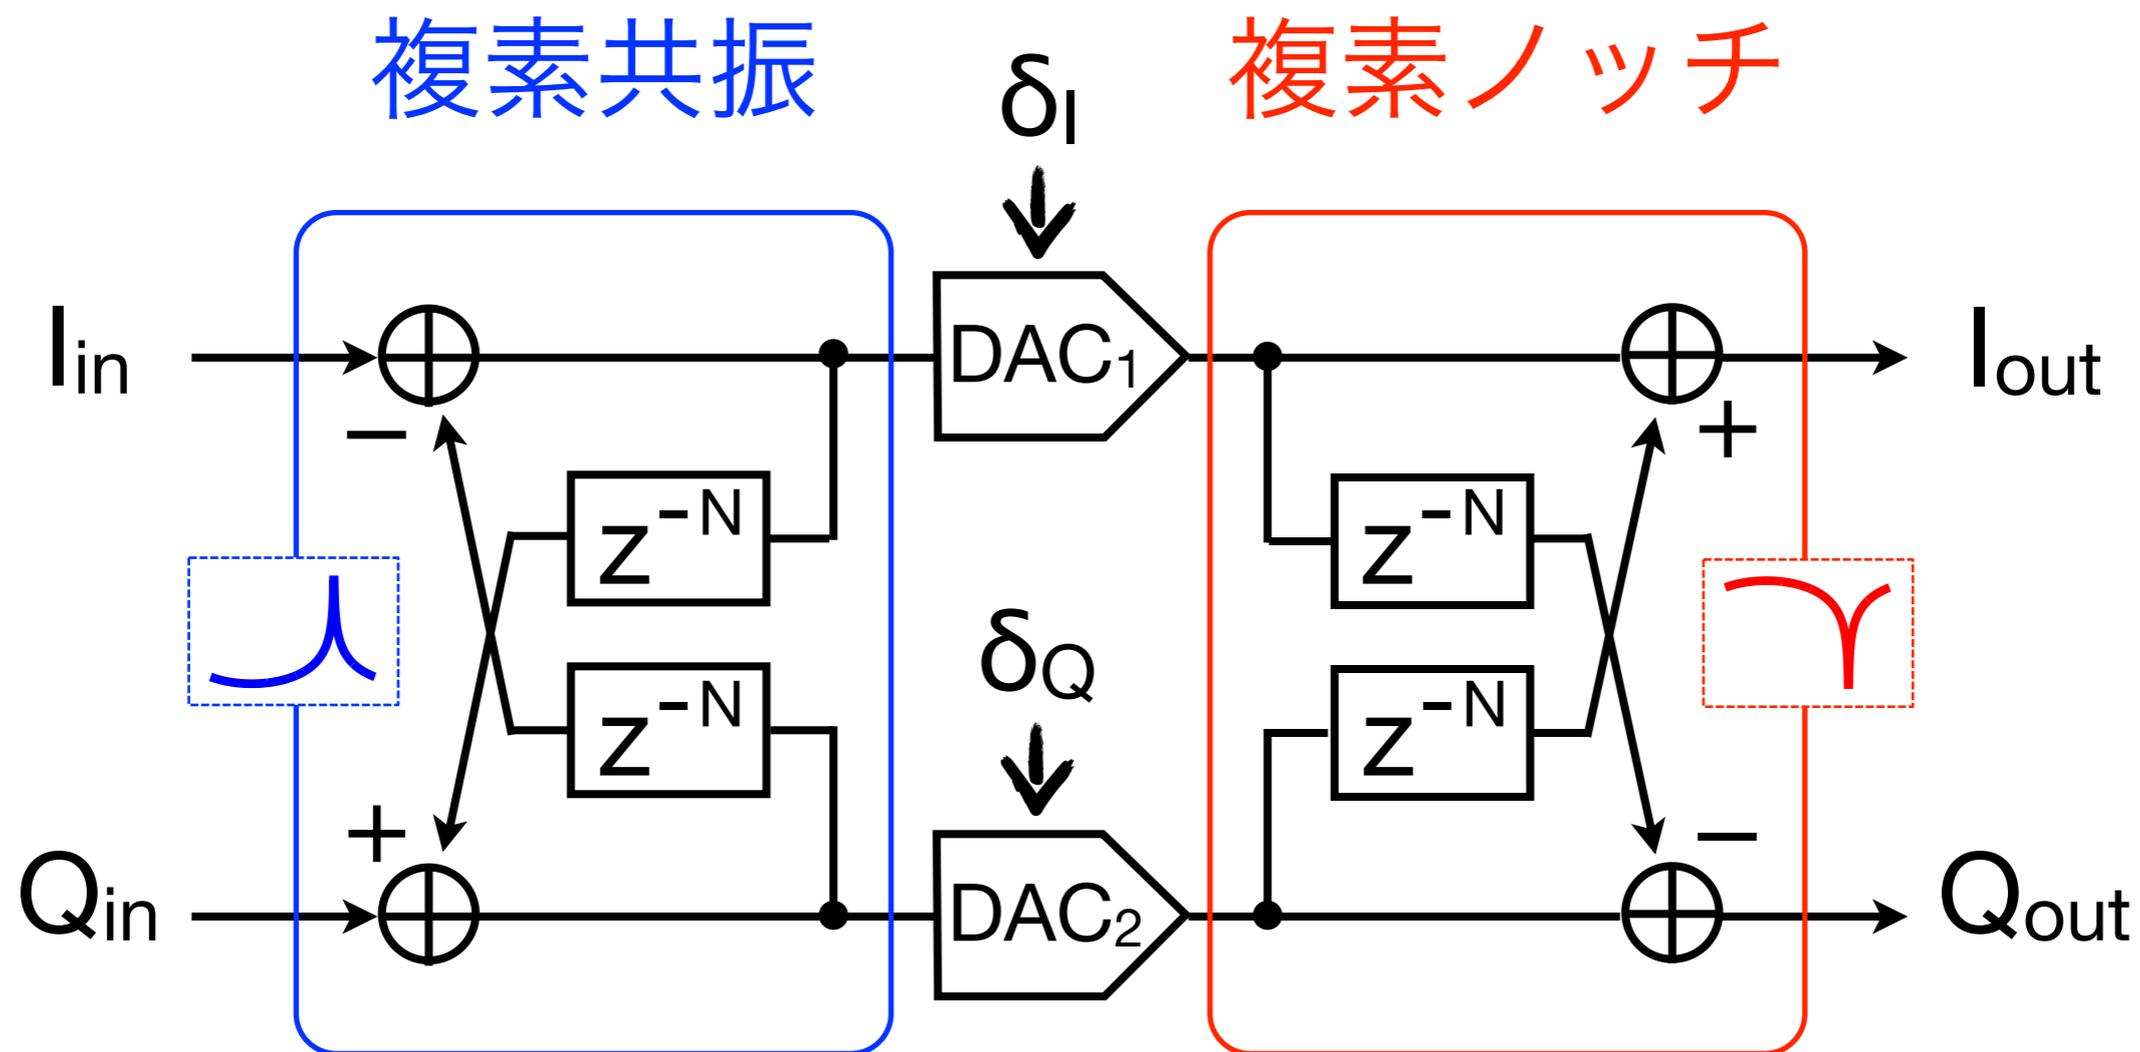 複素共振
複素ノッチ
δI
Iin
DAC1
Iout
−
+
z-N
z-N
δQ
z-N
z-N
+
−
Qin
DAC2
Qout